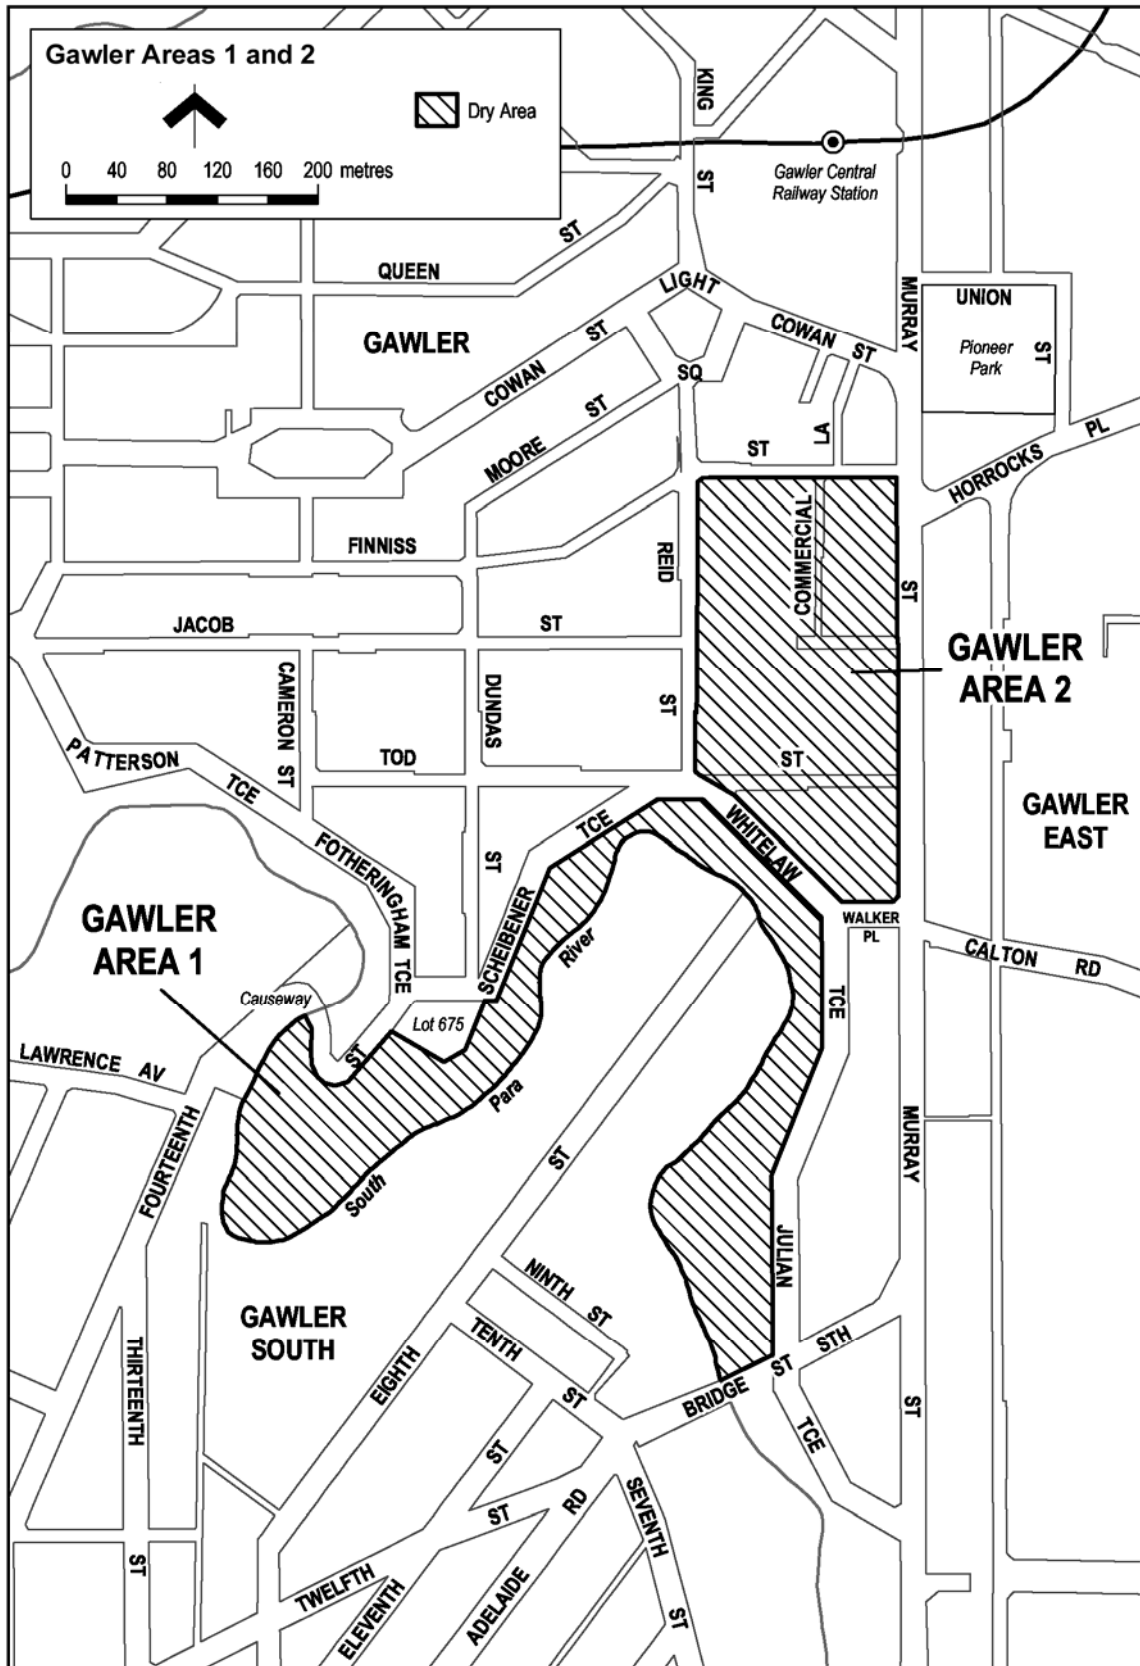 Gawler Areas 1 and 2
Dry Area
0 40 80 120 160 200 metres
KING
ST
Gawler Central
Railway Station
QUEEN
ST
LIGHT
SQ
GAWLER
COWAN
ST
COWAN
ST
MURRAY
UNION
ST
Pioneer
Park
MOORE
ST
ST
LA
HORROCKS
PL
FINNISS
REID
COMMERCIAL
ST
JACOB
ST
GAWLER
AREA 2
CAMERON ST
DUNDAS
ST
PATTERSON
TCE
TOD
ST
GAWLER
EAST
FOTHERINGHAM TCE
ST
TCE
WHITELAW
SCHEIBENER
GAWLER
AREA 1
River
WALKER
PL
CALTON
RD
Causeway
Lot 675
TCE
LAWRENCE
AV
ST
Para
FOURTEENTH
MURRAY
South
ST
JULIAN
NINTH
ST
GAWLER
SOUTH
TENTH
ST
STH
THIRTEENTH
EIGHTH
BRIDGE
ST
ST
TCE
ST
SEVENTH
ST
RD
ST
TWELFTH
ELEVENTH
ADELAIDE
ST